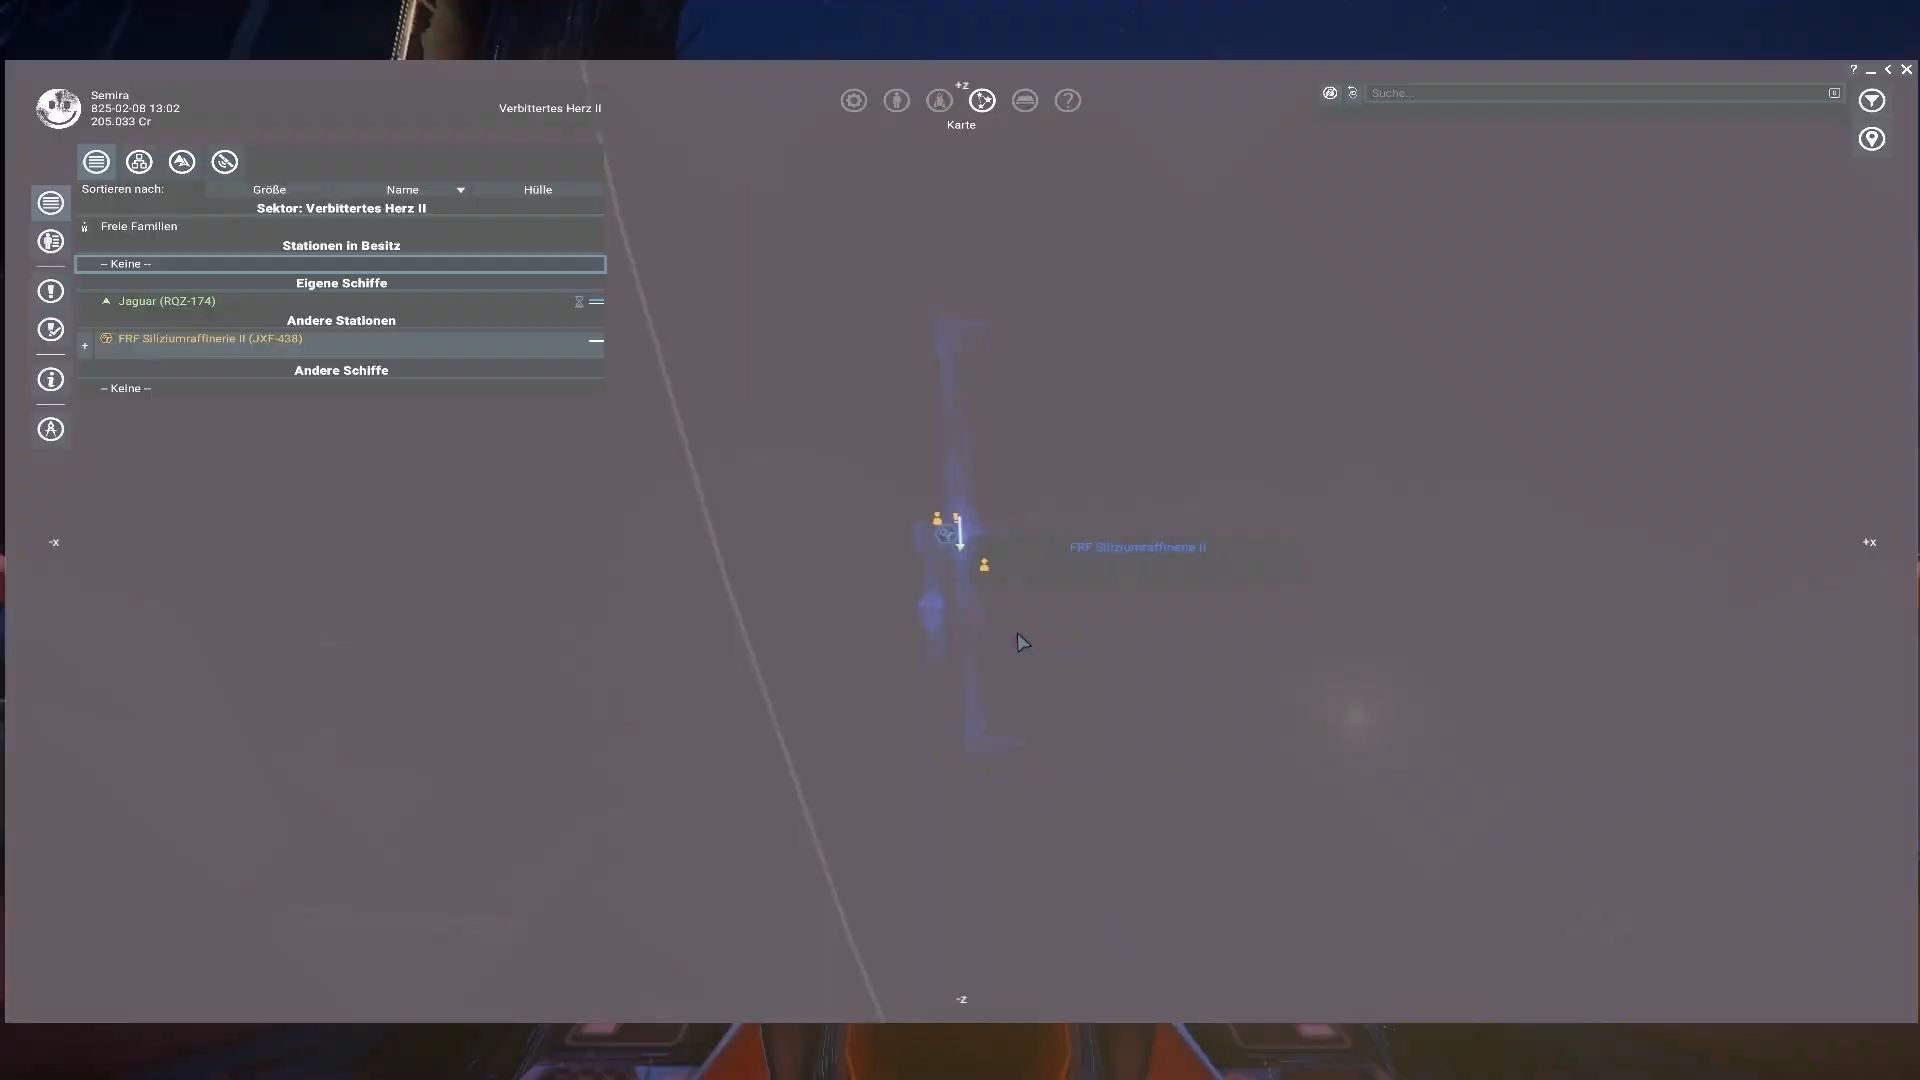 ? _ < X
Semira
825-02-08 13:02
205.033 Cr
Verbittertes Herz II
+z
Karte
Suche...
Sortieren nach:
Größe
Name
Hülle
Sektor: Verbittertes Herz II
Freie Familien
Stationen in Besitz
-- Keine --
Eigene Schiffe
Jaguar (RQZ-174)
Andere Stationen
+ FRF Siliziumraffinerie II (JXF-438)
Andere Schiffe
-- Keine --
-x
FRF Siliziumraffinerie II
+x
-z